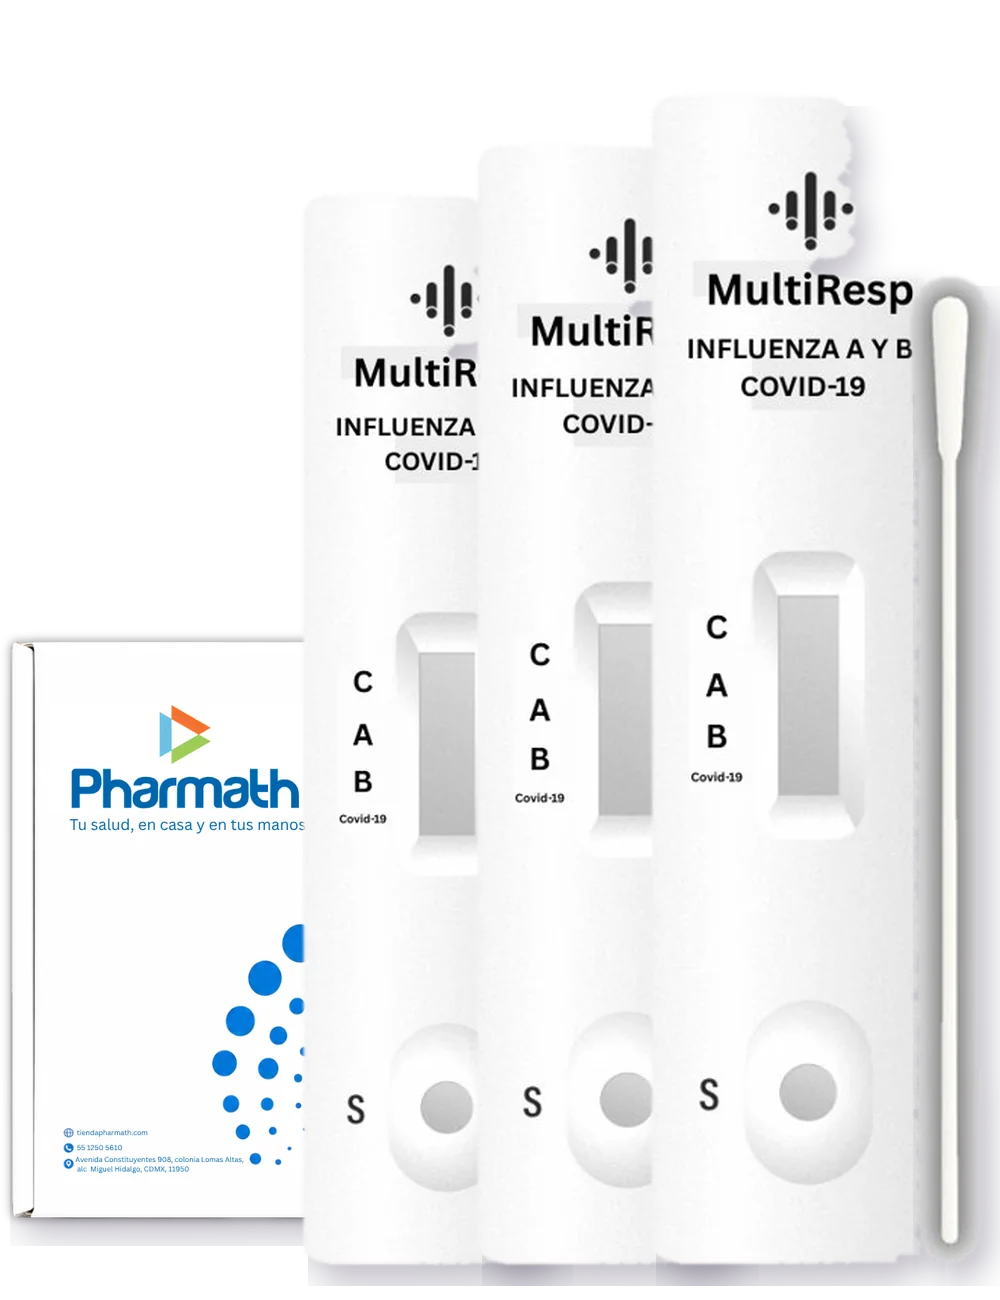 Pharmath
Tu salud, en casa y en tus manos
tiendapharmath.com
55 1250 5610
Avenida Constituyentes 908, colonia Lomas Altas,
alc Miguel Hidalgo, CDMX, 11950
MultiR
INFLUENZA
COVID-1
C
A
B
Covid-19
S
MultiR
INFLUENZA
COVID-
C
A
B
Covid-19
S
MultiResp
INFLUENZA A Y B
COVID-19
C
A
B
Covid-19
S